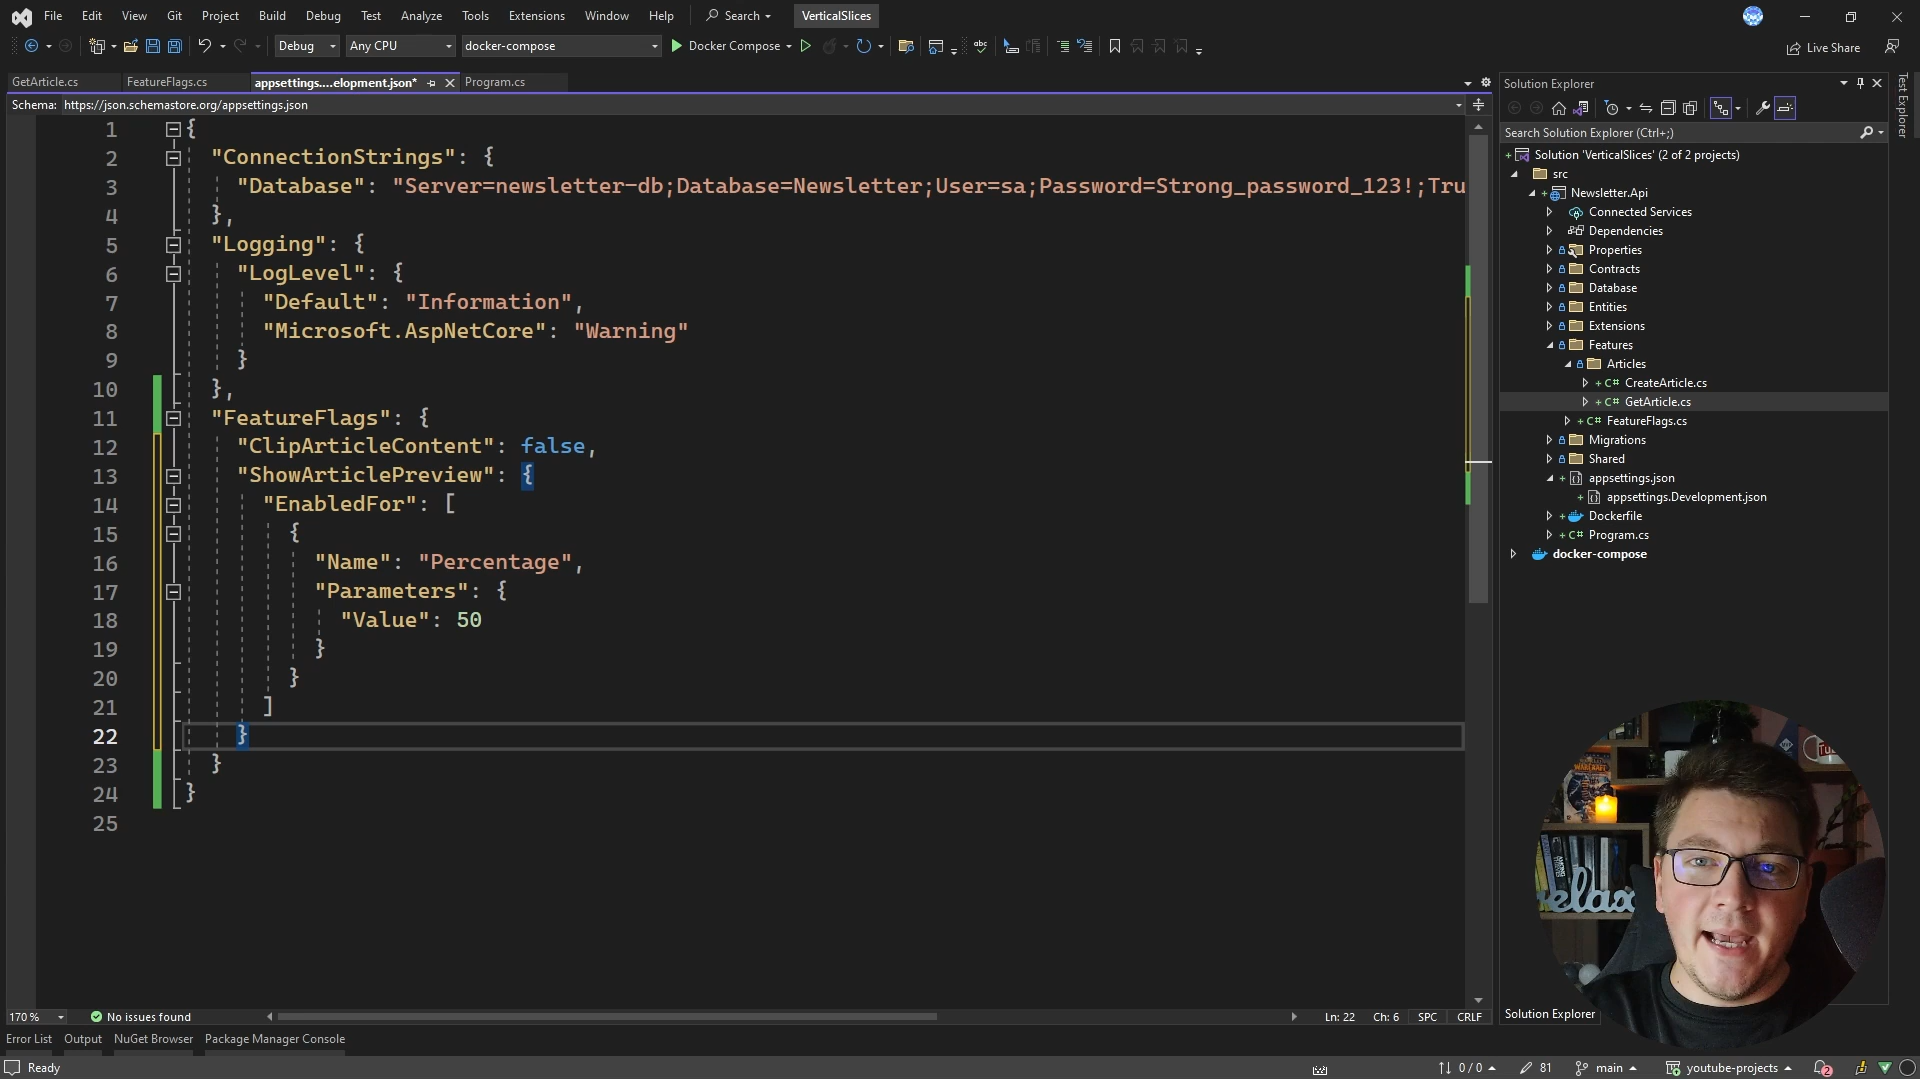 File Edit View Git Project Build Debug Test Analyze Tools Extensions Window Help Search VerticalSlices
Debug Any CPU docker-compose Docker Compose Live Share
GetArticle.cs FeatureFlags.cs appsettings....elopment.json* Program.cs
Schema: https://json.schemastore.org/appsettings.json
1 {
2 "ConnectionStrings": {
3 "Database": "Server=newsletter-db;Database=Newsletter;User=sa;Password=Strong_password_123!;Tru
4 },
5 "Logging": {
6 "LogLevel": {
7 "Default": "Information",
8 "Microsoft.AspNetCore": "Warning"
9 }
10 },
11 "FeatureFlags": {
12 "ClipArticleContent": false,
13 "ShowArticlePreview": {
14 "EnabledFor": [
15 {
16 "Name": "Percentage",
17 "Parameters": {
18 "Value": 50
19 }
20 }
21 ]
22 }
23 }
24 }
25
170 % No issues found Ln: 22 Ch: 6 SPC CRLF
Error List Output NuGet Browser Package Manager Console
Solution Explorer
Search Solution Explorer (Ctrl+;)
Solution 'VerticalSlices' (2 of 2 projects)
src
Newsletter.Api
Connected Services
Dependencies
Properties
Contracts
Database
Entities
Extensions
Features
Articles
C# CreateArticle.cs
C# GetArticle.cs
C# FeatureFlags.cs
Migrations
Shared
appsettings.json
appsettings.Development.json
Dockerfile
C# Program.cs
docker-compose
Test Explorer
relax
Solution Explorer
Ready 0 / 0 81 main youtube-projects 2